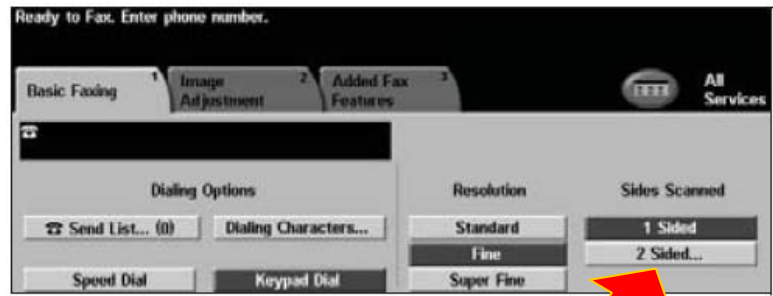 Ready to Fax. Enter phone number.
Basic Faxing 1
Image Adjustment 2
Added Fax Features 3
All Services
Dialing Options
Resolution
Sides Scanned
Send List... (0)
Dialing Characters...
Standard
1 Sided
Fine
2 Sided...
Speed Dial
Keypad Dial
Super Fine